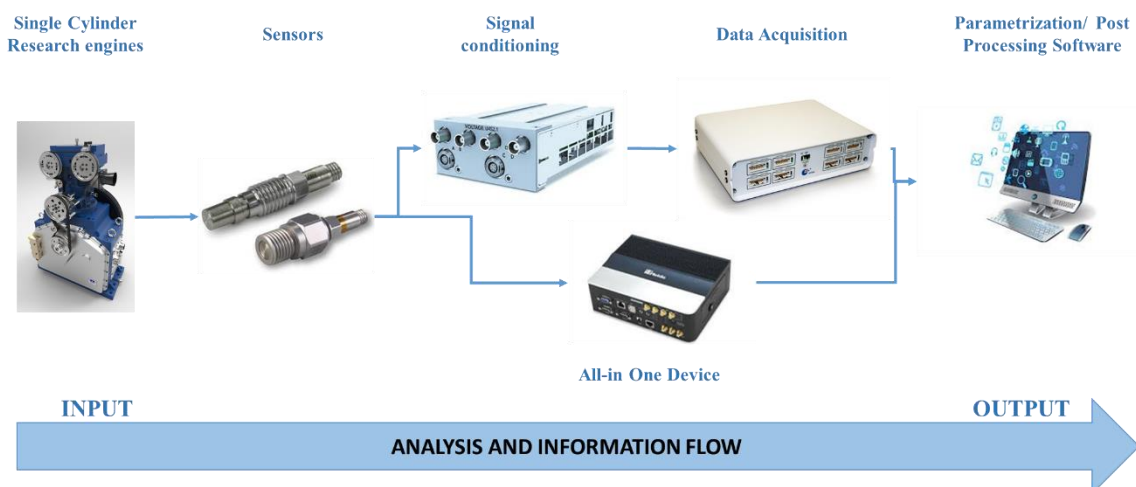 Single Cylinder
Research engines
Sensors
Signal
conditioning
Data Acquisition
Parametrization/ Post
Processing Software
All-in One Device
INPUT
OUTPUT
ANALYSIS AND INFORMATION FLOW